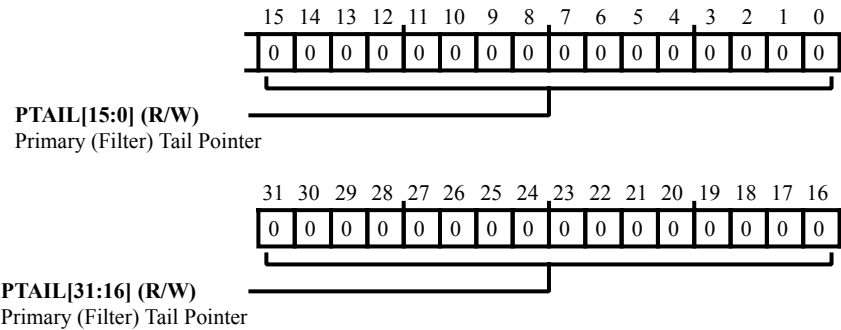 15 14 13 12 11 10 9 8 7 6 5 4 3 2 1 0
0 0 0 0 0 0 0 0 0 0 0 0 0 0 0 0
PTAIL[15:0] (R/W)
Primary (Filter) Tail Pointer
31 30 29 28 27 26 25 24 23 22 21 20 19 18 17 16
0 0 0 0 0 0 0 0 0 0 0 0 0 0 0 0
PTAIL[31:16] (R/W)
Primary (Filter) Tail Pointer